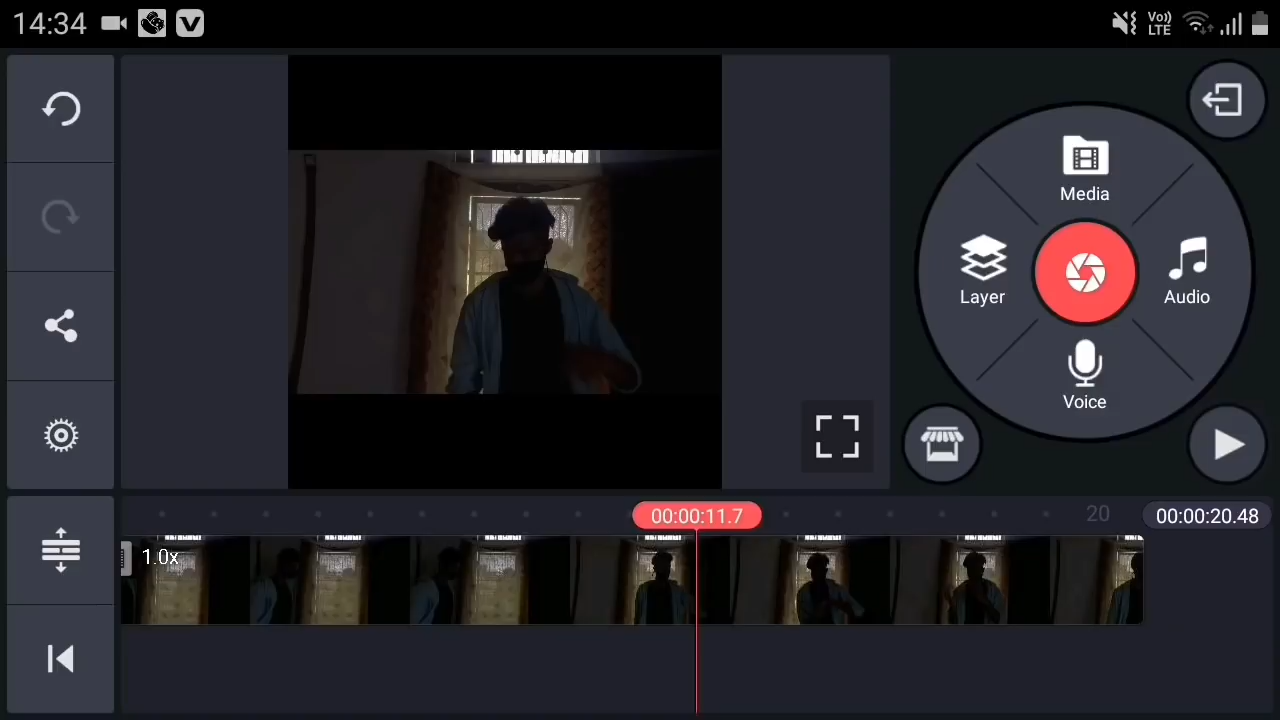 14:34
V
Vo))
LTE
Media
Layer
Audio
Voice
00:00:11.7
20
00:00:20.48
1.0x